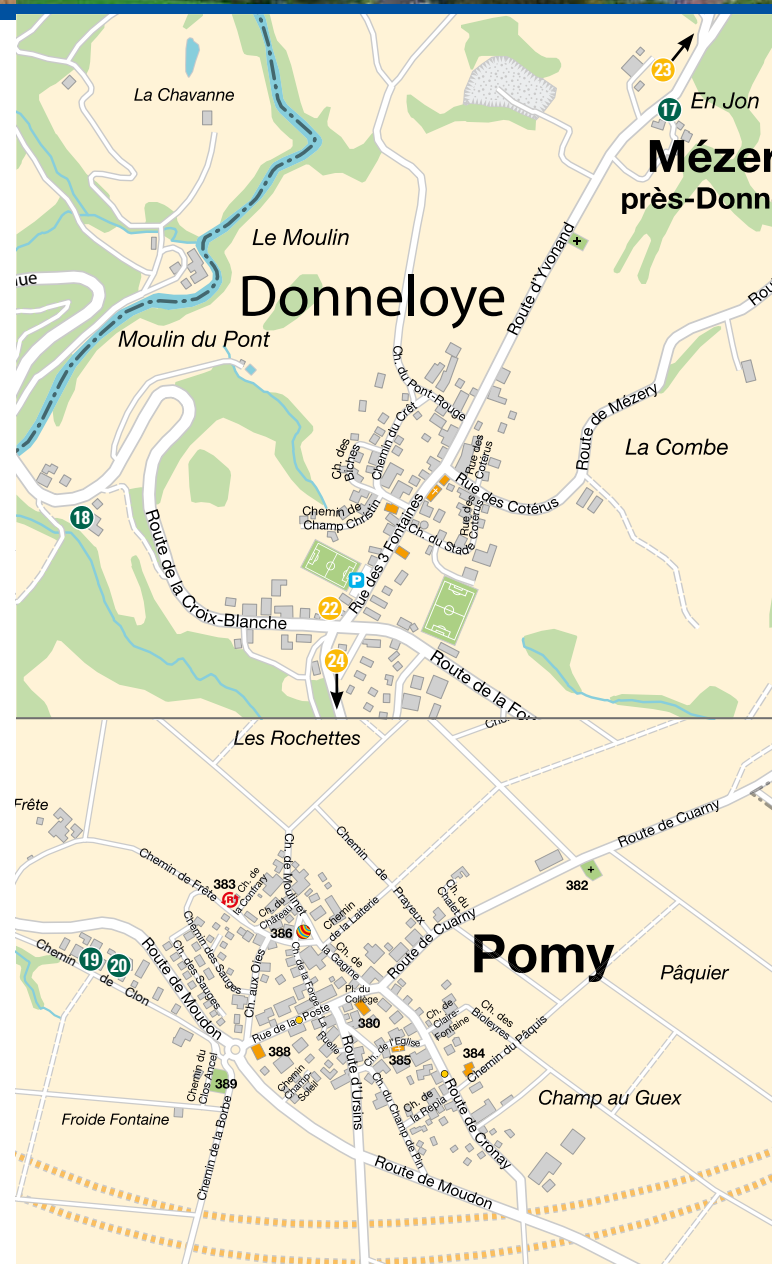 La Chavanne
23
En Jon
17
Mézer
près-Donn
Le Moulin
Donneloye
Route d'Yvonand
Moulin du Pont
Ch. du Pont-Rouge
Route de Mézery
La Combe
Chemin du Crêt
Ch. des
Biches
Rue des
Cotérus
Rue des Cotérus
Rue des
Cotérus
Chemin de
Champ Christin
Ch. du Stade
Rue des 3 Fontaines
18
P
Route de la Croix-Blanche
22
24
Route de la For
Les Rochettes
Frête
Route de Cuarny
382
Chemin de Frête
383
R
Ch. de
la Confrary
Ch. de Moulinet
Ch. du
Château
386
Chemin
de la Laiterie
Chemin de Prayeux
Ch. du
Chalet
Route de Cuarny
Pomy
Pâquier
Ch. de
la Gagine
19
20
Chemin de Clon
Route de Moudon
Chemin des Sauges
Ch. des Sauges
Ch. aux Oies
Ch. de la Forge
Pl. du
Collège
380
Rue de la Poste
La Ruelle
388
Chemin
Champ-
Soleil
Route d'Ursins
Ch. de l'Eglise
385
Ch. de
Claire-
Fontaine
Ch. des
Bioleyres
384
Chemin du Pâquis
Ch. de
la Repla
Ch. du Champ de Pin
Route de Cronay
Champ au Guex
Chemin du
Clos Ancel
389
Froide Fontaine
Chemin de la Borbe
Route de Moudon